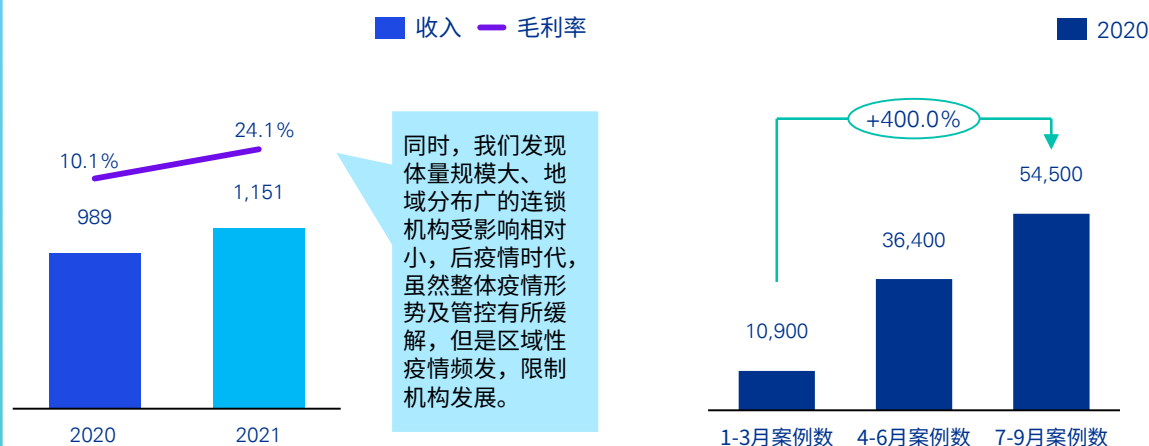 收入 毛利率
24.1%
10.1%
1,151
989
2020 2021
同时，我们发现
体量规模大、地
域分布广的连锁
机构受影响相对
小，后疫情时代，
虽然整体疫情形
势及管控有所缓
解，但是区域性
疫情频发，限制
机构发展。
2020
+400.0%
54,500
36,400
10,900
1-3月案例数 4-6月案例数 7-9月案例数